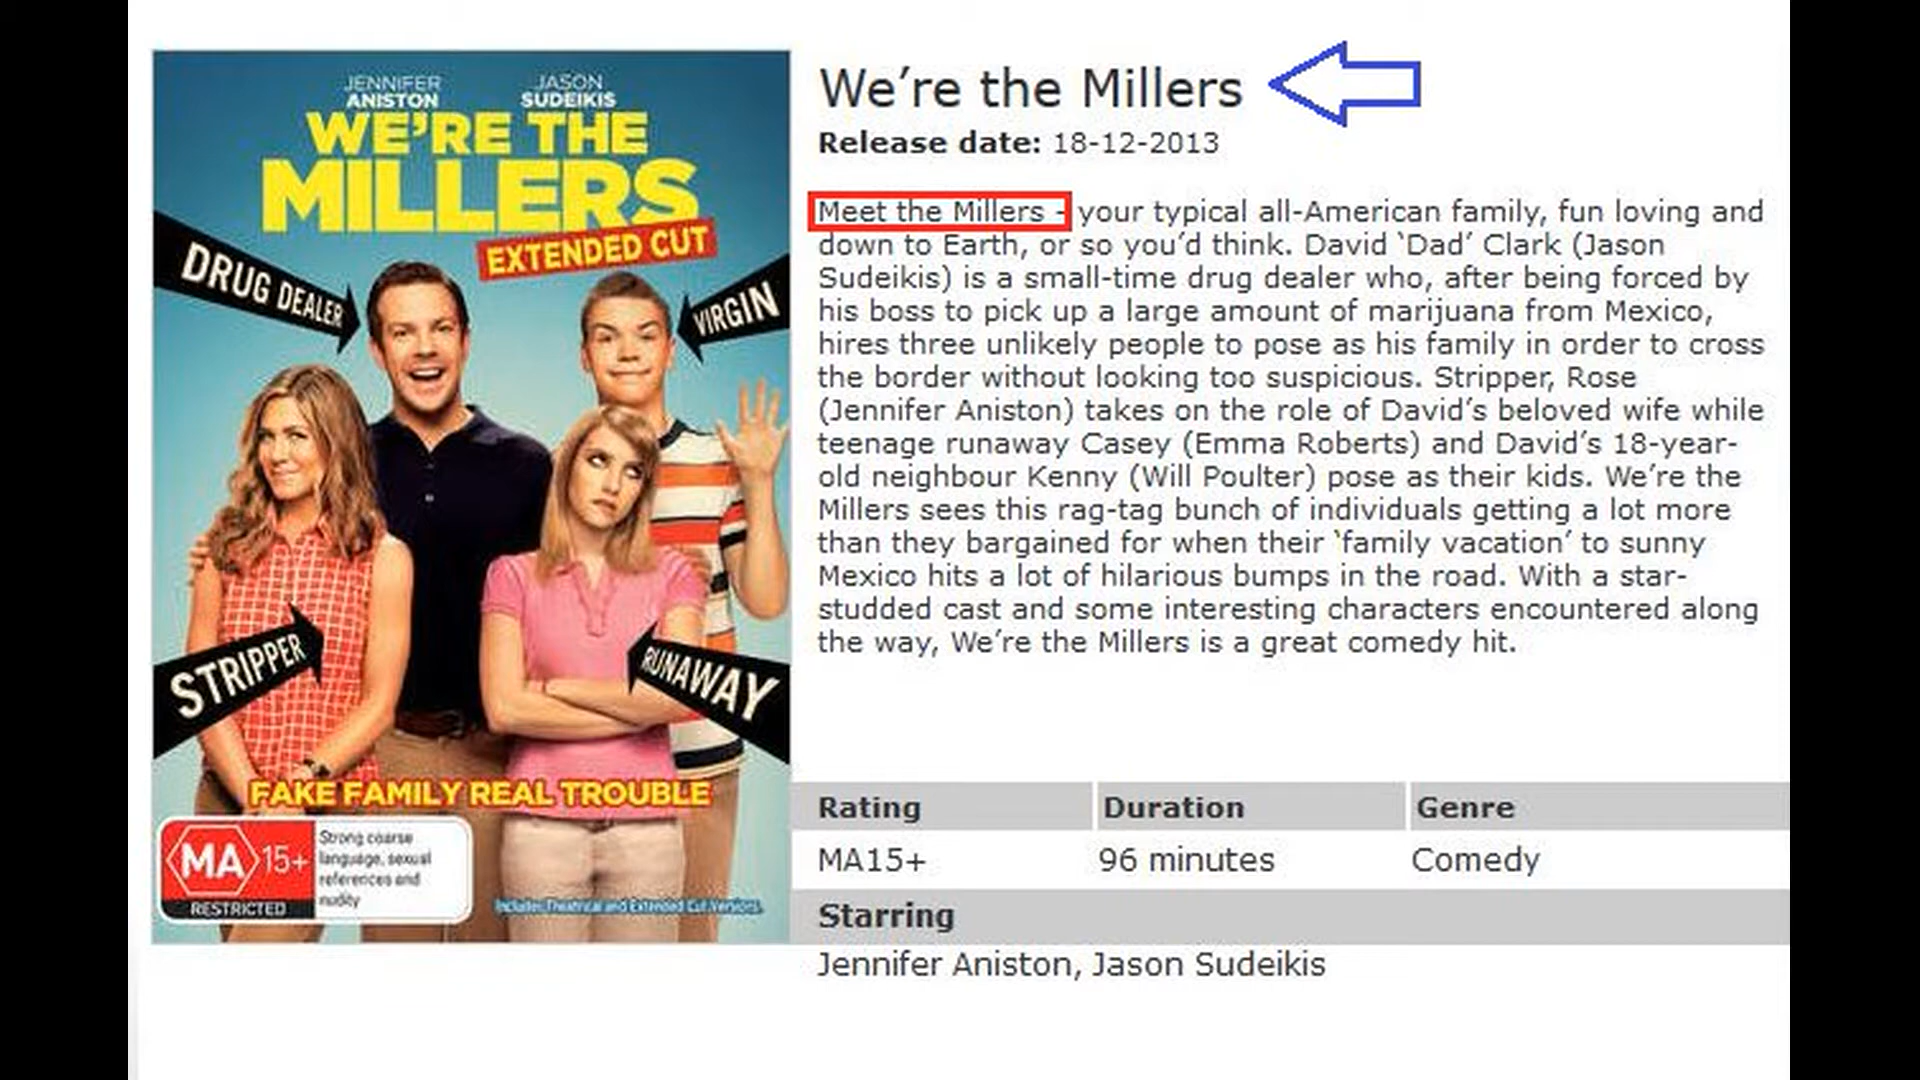 JENNIFER ANISTON
JASON SUDEIKIS
WE'RE THE
MILLERS
EXTENDED CUT
DRUG DEALER
VIRGIN
STRIPPER
RUNAWAY
FAKE FAMILY REAL TROUBLE
MA 15+
RESTRICTED
Strong coarse
language, sexual
references and
nudity
Includes Theatrical and Extended Cut Versions.
We're the Millers
Release date: 18-12-2013
Meet the Millers - your typical all-American family, fun loving and
down to Earth, or so you'd think. David ‘Dad’ Clark (Jason
Sudeikis) is a small-time drug dealer who, after being forced by
his boss to pick up a large amount of marijuana from Mexico,
hires three unlikely people to pose as his family in order to cross
the border without looking too suspicious. Stripper, Rose
(Jennifer Aniston) takes on the role of David’s beloved wife while
teenage runaway Casey (Emma Roberts) and David’s 18-year-
old neighbour Kenny (Will Poulter) pose as their kids. We’re the
Millers sees this rag-tag bunch of individuals getting a lot more
than they bargained for when their ‘family vacation’ to sunny
Mexico hits a lot of hilarious bumps in the road. With a star-
studded cast and some interesting characters encountered along
the way, We’re the Millers is a great comedy hit.
Rating Duration Genre
MA15+ 96 minutes Comedy
Starring
Jennifer Aniston, Jason Sudeikis